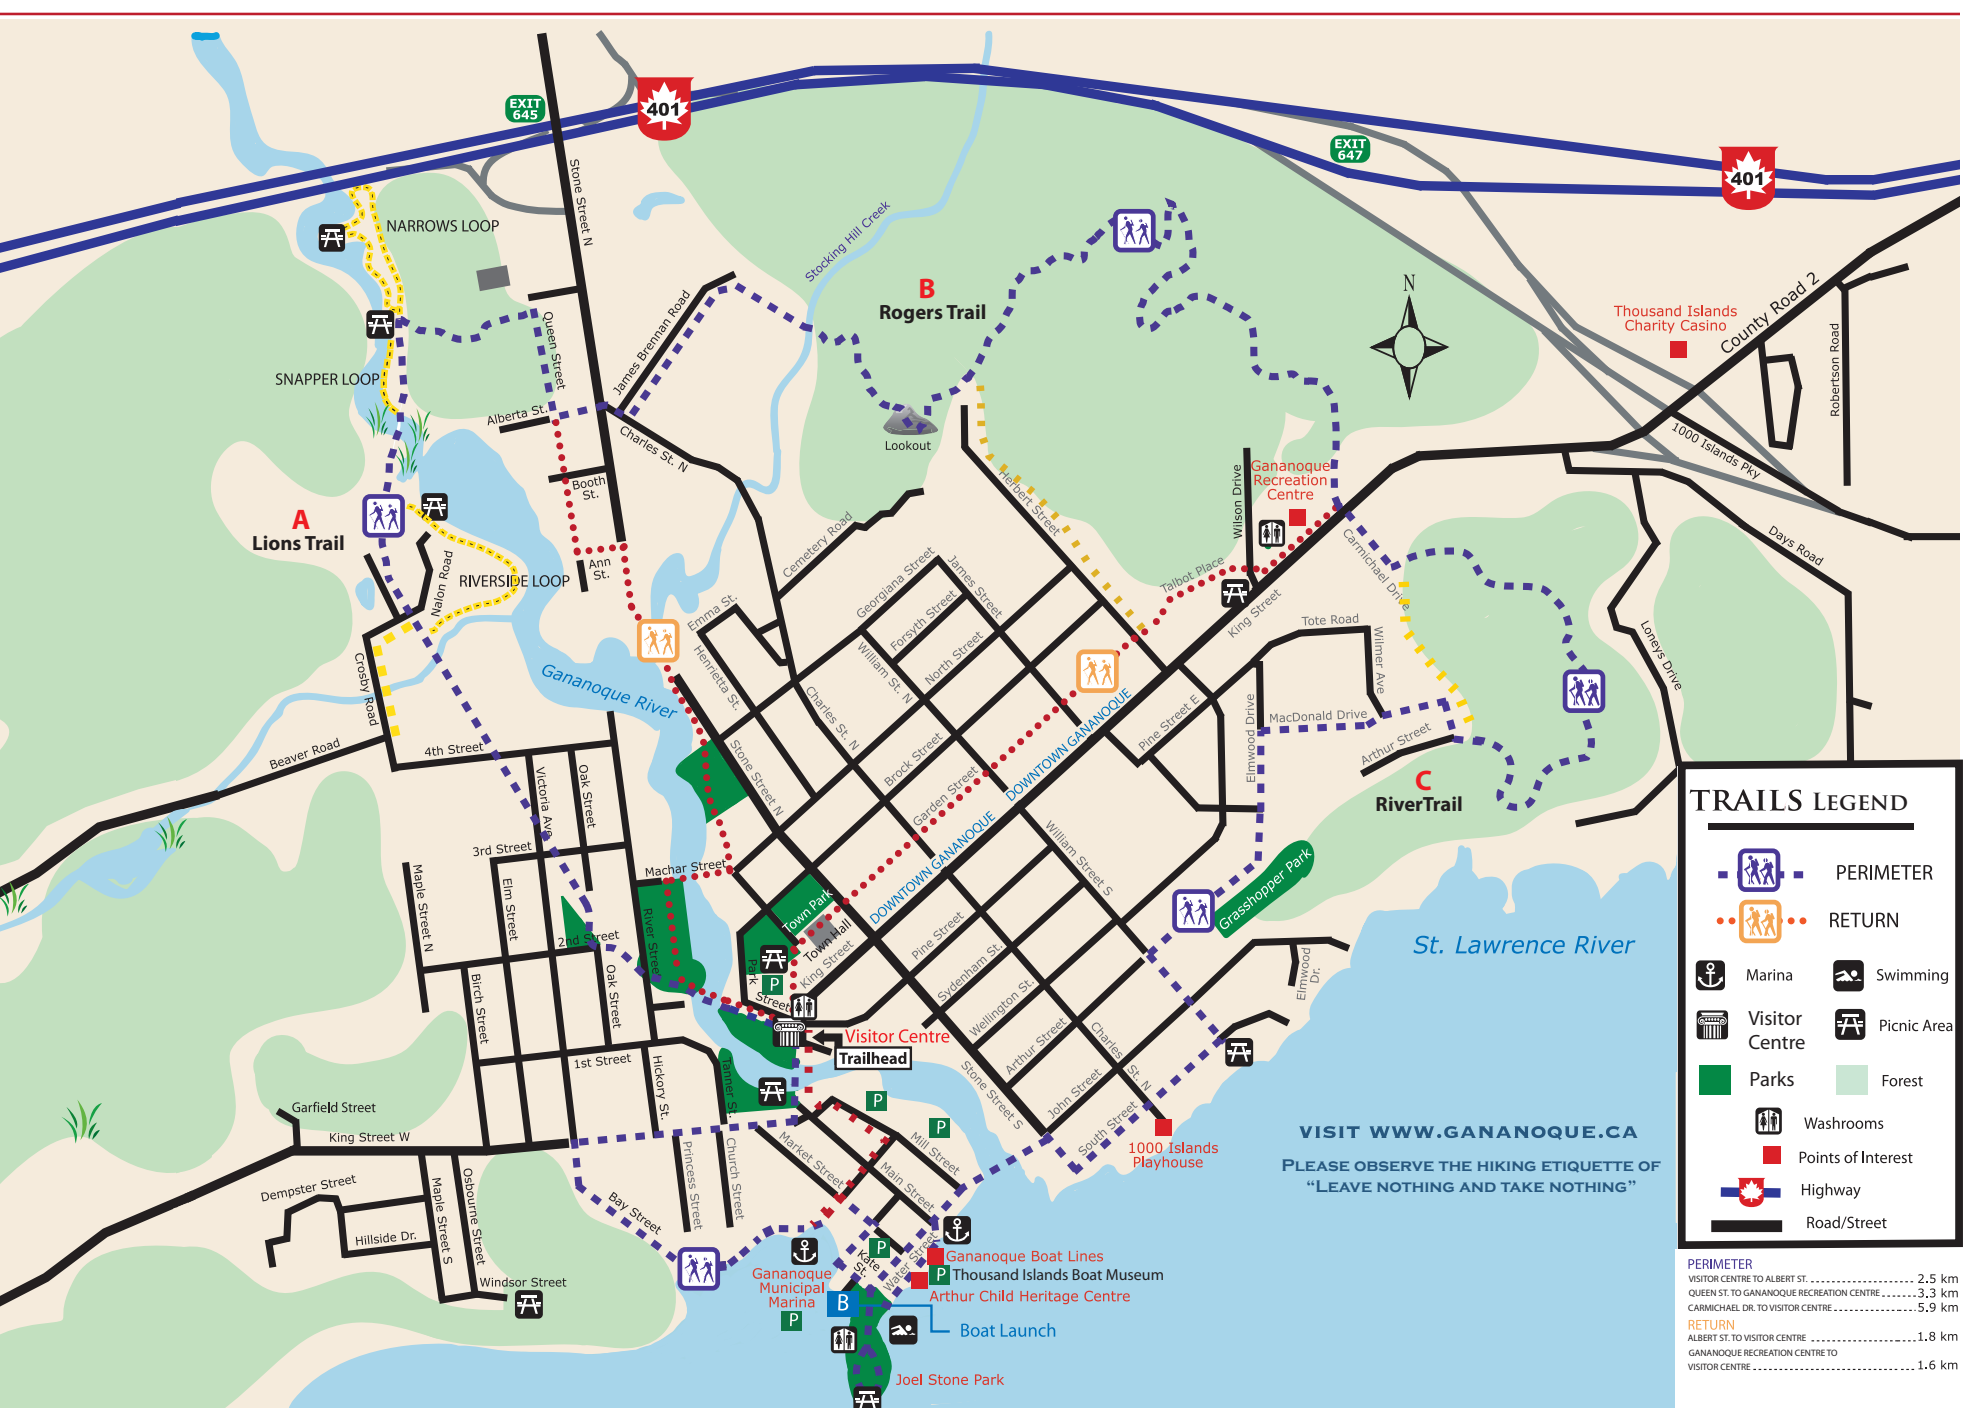 EXIT
645
401
EXIT
647
401
Stone Street N
NARROWS LOOP
Stocking Hill Creek
B
Rogers Trail
N
Thousand Islands
Charity Casino
County Road 2
Robertson Road
James Brennan Road
Queen Street
SNAPPER LOOP
Alberta St.
Charles St. N
Lookout
1000 Islands Pky
Booth
St.
Herbert Street
Wilson Drive
Gananoque
Recreation
Centre
A
Lions Trail
Nalon Road
RIVERSIDE LOOP
Ann
St.
Cemetery Road
Georgiana Street
James Street
Forsyth Street
Talbot Place
Carmichael Drive
Days Road
Emma St.
Henrietta St.
William St. N
North Street
King Street
Tote Road
Wilmer Ave
Loneys Drive
Crosby Road
Gananoque River
Charles St. N
Brock Street
Garden Street
DOWNTOWN GANANOQUE
Pine Street E
Elmwood Drive
MacDonald Drive
Arthur Street
Beaver Road
4th Street
Victoria Ave
Oak Street
Stone Street N
DOWNTOWN GANANOQUE
C
RiverTrail
3rd Street
Machar Street
William Street S
Maple Street N
Elm Street
2nd Street
River Street
Town Park
Town Hall
King Street
Grasshopper Park
Pine Street
Sydenham St.
Wellington St.
Elmwood
Dr.
St. Lawrence River
Birch Street
Oak Street
Park
Street
P
Visitor Centre
Trailhead
1st Street
Hickory St.
Tanner St.
Arthur Street
Charles
St. N
Stone Street S
John Street
South Street
Garfield Street
King Street W
P
P
Princess Street
Church Street
Market Street
Mill Street
Main Street
1000 Islands
Playhouse
VISIT WWW.GANANOQUE.CA
PLEASE OBSERVE THE HIKING ETIQUETTE OF
“LEAVE NOTHING AND TAKE NOTHING”
Dempster Street
Hillside Dr.
Maple Street S
Osbourne Street
Windsor Street
Bay Street
P
Kate
St.
Water Street
Gananoque Boat Lines
P
Thousand Islands Boat Museum
Arthur Child Heritage Centre
Gananoque
Municipal
Marina
P
B
Boat Launch
Joel Stone Park
TRAILS LEGEND
PERIMETER
RETURN
Marina
Swimming
Visitor
Centre
Picnic Area
Parks
Forest
Washrooms
Points of Interest
Highway
Road/Street
PERIMETER
VISITOR CENTRE TO ALBERT ST. 2.5 km
QUEEN ST. TO GANANOQUE RECREATION CENTRE 3.3 km
CARMICHAEL DR. TO VISITOR CENTRE 5.9 km
RETURN
ALBERT ST. TO VISITOR CENTRE 1.8 km
GANANOQUE RECREATION CENTRE TO
VISITOR CENTRE 1.6 km